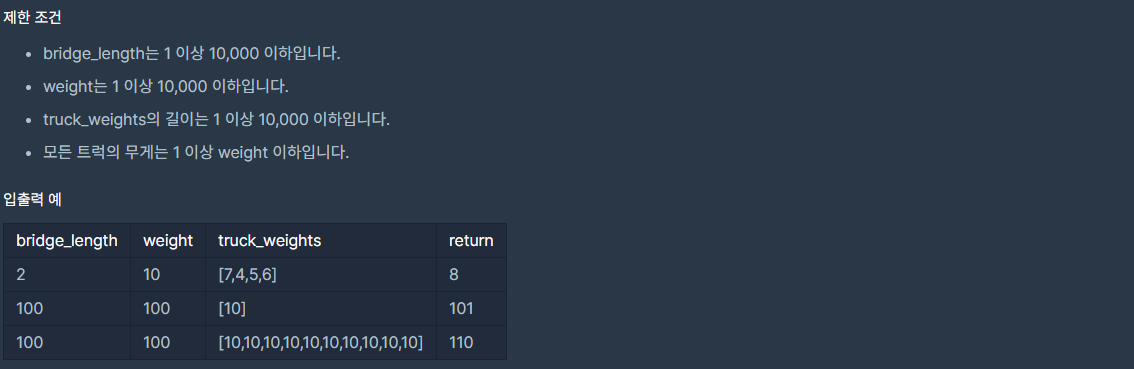 제한 조건
• bridge_length는 1 이상 10,000 이하입니다.
• weight는 1 이상 10,000 이하입니다.
• truck_weights의 길이는 1 이상 10,000 이하입니다.
• 모든 트럭의 무게는 1 이상 weight 이하입니다.
입출력 예
bridge_length weight truck_weights return
2 10 [7,4,5,6] 8
100 100 [10] 101
100 100 [10,10,10,10,10,10,10,10,10,10] 110